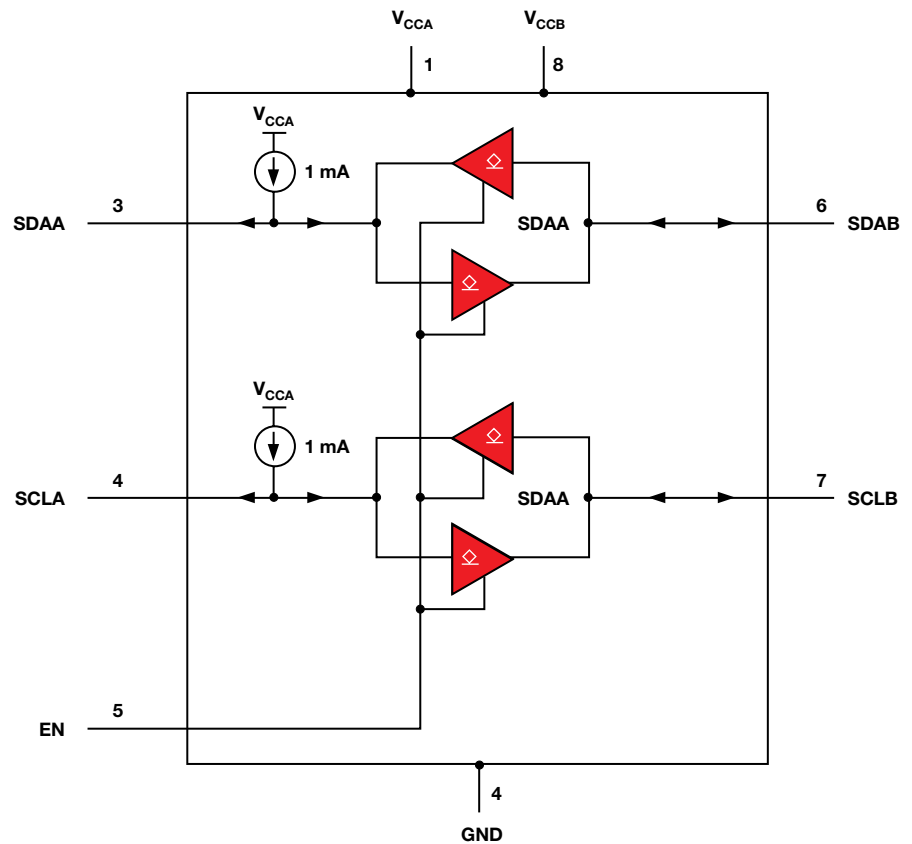 VCCA VCCB
1 8
VCCA
1 mA
3 6
SDAA SDAA SDAB
VCCA
1 mA
4 7
SCLA SDAA SCLB
5
EN
4
GND